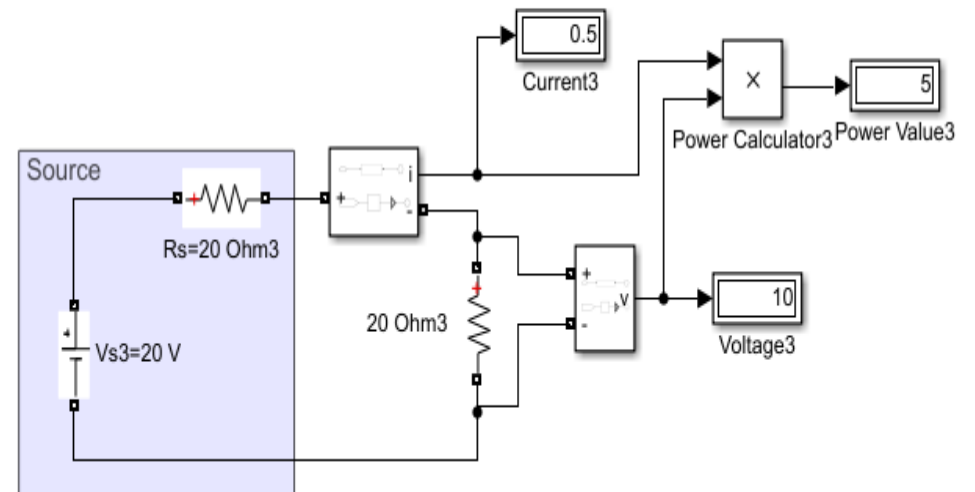 0.5
Current3
X
5
Power Calculator3
Power Value3
Source
i
+
-
Rs=20 Ohm3
+
v
-
20 Ohm3
10
Voltage3
+
Vs3=20 V